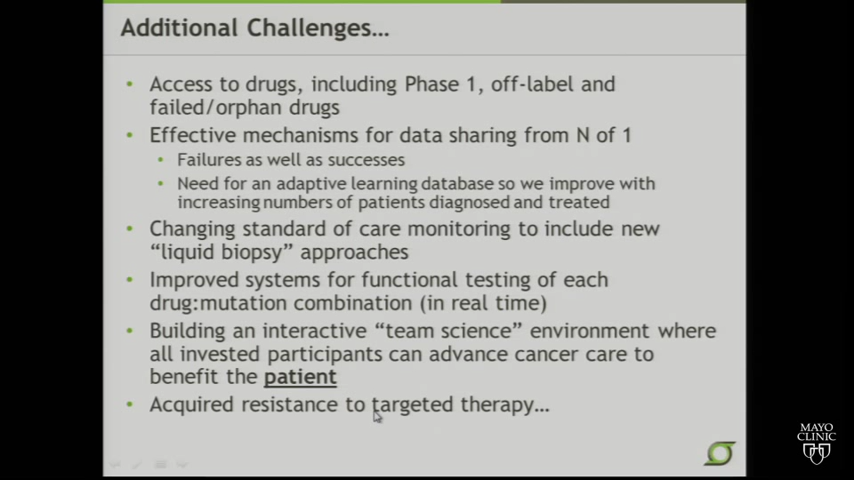 Additional Challenges…
• Access to drugs, including Phase 1, off-label and
failed/orphan drugs
• Effective mechanisms for data sharing from N of 1
• Failures as well as successes
• Need for an adaptive learning database so we improve with
increasing numbers of patients diagnosed and treated
• Changing standard of care monitoring to include new
“liquid biopsy” approaches
• Improved systems for functional testing of each
drug:mutation combination (in real time)
• Building an interactive “team science” environment where
all invested participants can advance cancer care to
benefit the patient
• Acquired resistance to targeted therapy…
MAYO
CLINIC